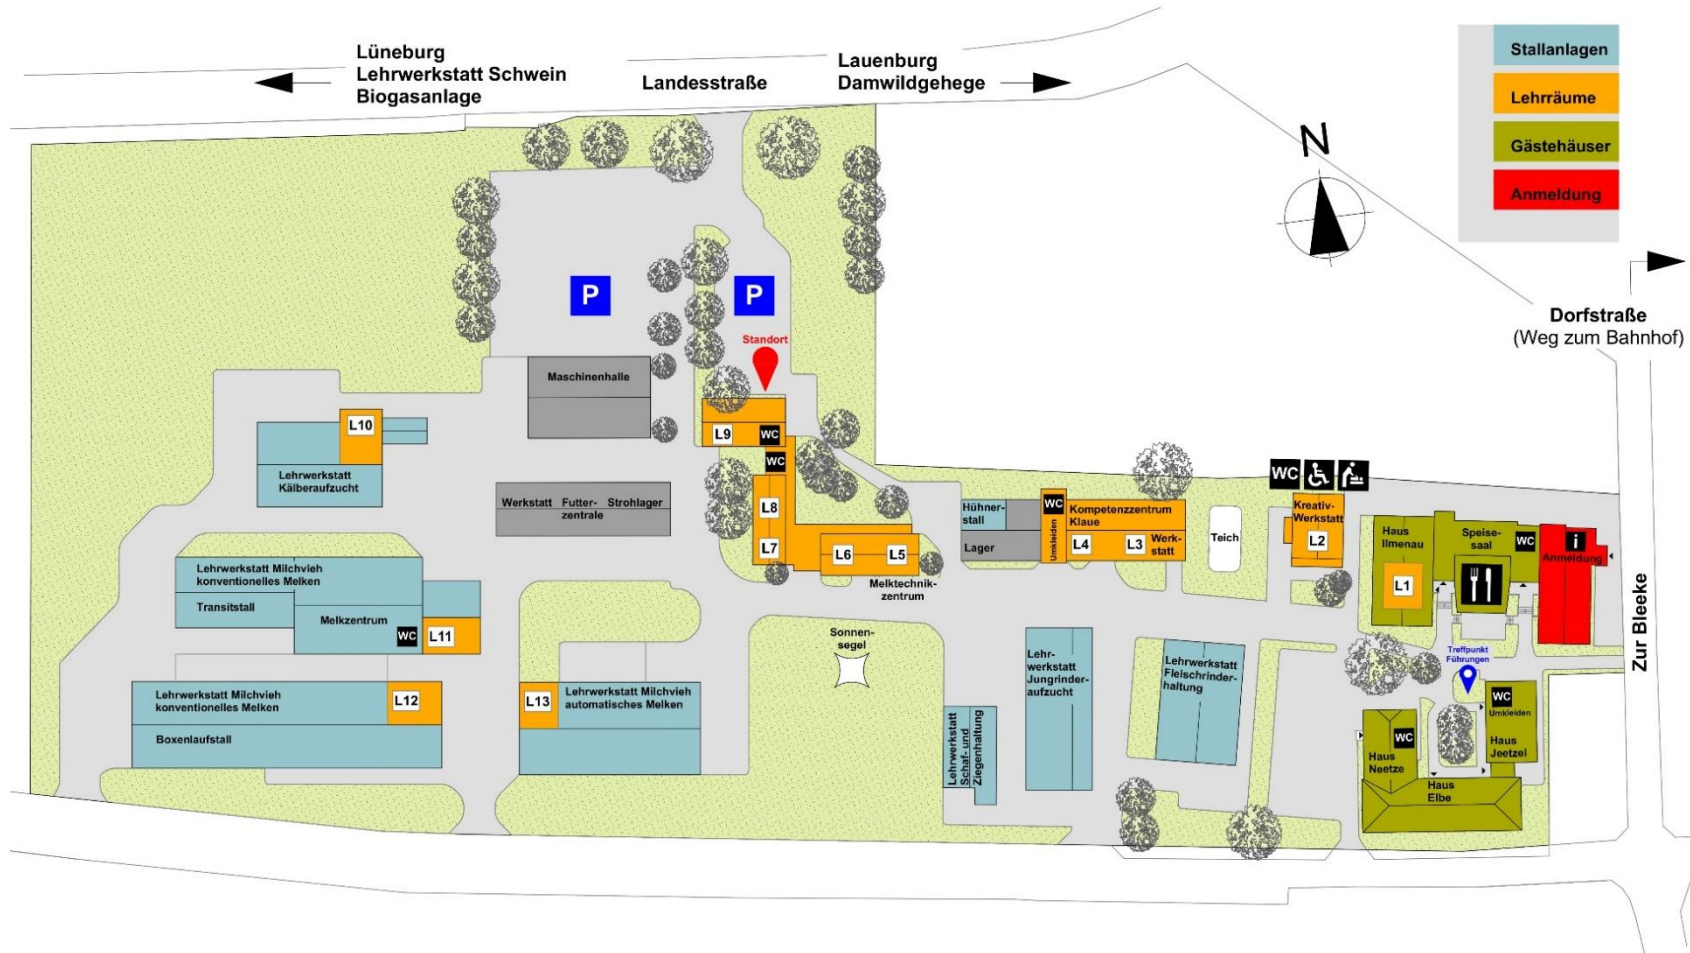 Lüneburg
Lehrwerkstatt Schwein
Biogasanlage
Landesstraße
Lauenburg
Damwildgehege
Stallanlagen
Lehrräume
Gästehäuser
Anmeldung
N
Dorfstraße
(Weg zum Bahnhof)
P
P
Standort
Maschinenhalle
L10
Lehrwerkstatt
Kälberaufzucht
L9
WC
WC
L8
L7
L6
L5
Melktechnik-
zentrum
Werkstatt Futter- Strohlager
zentrale
Hühner-
stall
Lager
WC
Umkleiden
Kompetenzzentrum
Klaue
L4
L3
Werk-
statt
Teich
WC
Kreativ-
Werkstatt
L2
Haus
Ilmenau
L1
Speise-
saal
WC
i
Anmeldung
Zur Bleeke
Lehrwerkstatt Milchvieh
konventionelles Melken
Transitstall
Melkzentrum
WC
L11
Lehrwerkstatt Milchvieh
konventionelles Melken
L12
Boxenlaufstall
L13
Lehrwerkstatt Milchvieh
automatisches Melken
Sonnen-
segel
Lehr-
werkstatt
Jungrinder-
aufzucht
Lehrwerkstatt
Fleischrinder-
haltung
Lehrwerkstatt
Schaf- und
Ziegenhaltung
Treffpunkt
Führungen
WC
Umkleiden
Haus
Jeetzel
WC
Haus
Neetze
Haus
Elbe